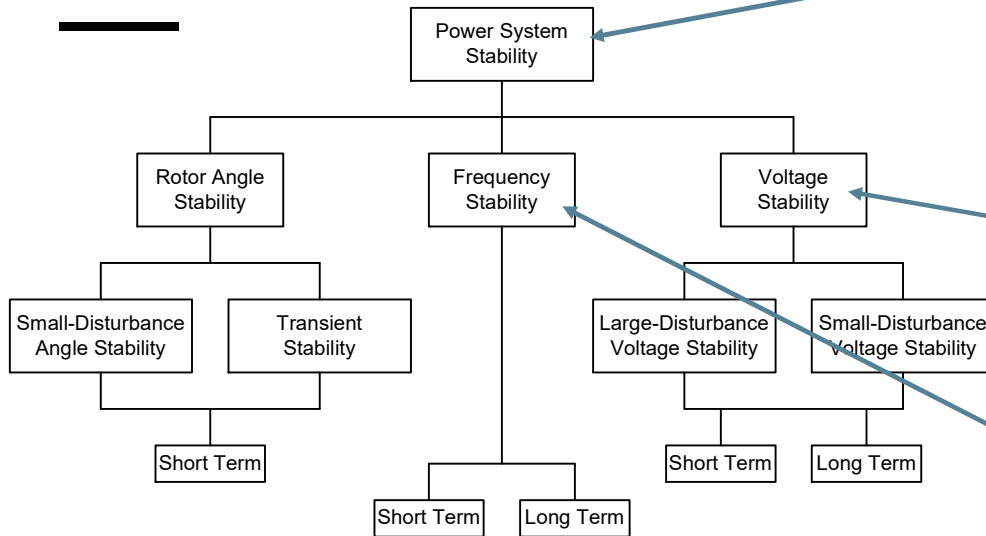 Power System
Stability
Rotor Angle
Stability
Frequency
Stability
Voltage
Stability
Small-Disturbance
Angle Stability
Transient
Stability
Large-Disturbance
Voltage Stability
Small-Disturbance
Voltage Stability
Short Term
Short Term
Long Term
Short Term
Long Term